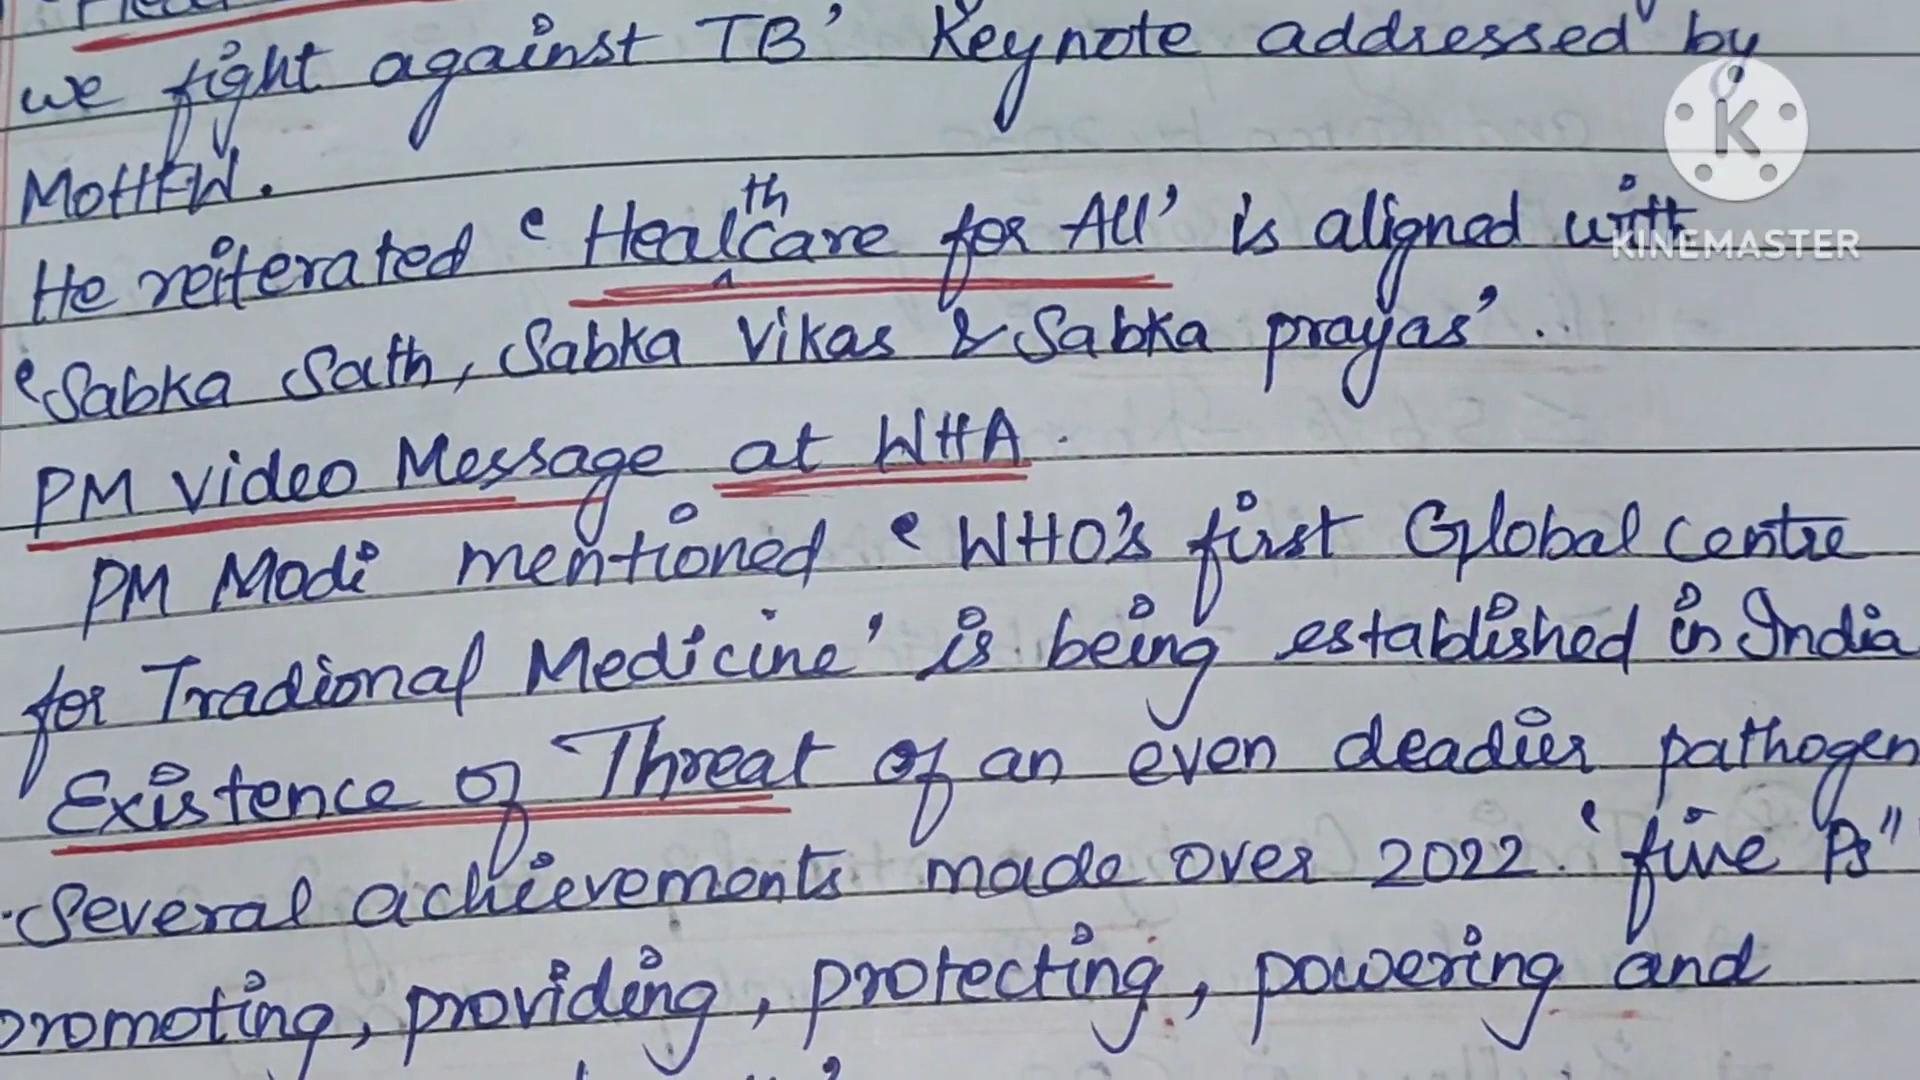 we fight against TB' Keynote addressed by
MoHFW.
He reiterated 'Healthcare for All' is aligned with
'Sabka Sath, Sabka Vikas & Sabka prayas'.
PM video Message at WHA.
PM Modi mentioned 'WHO's first Global centre
for Tradional Medicine' is being established in India
Existence of Threat of an even deadier pathogen
Several achievements made over 2022. 'five Ps"
promoting, providing, protecting, powering and
K
KINEMASTER